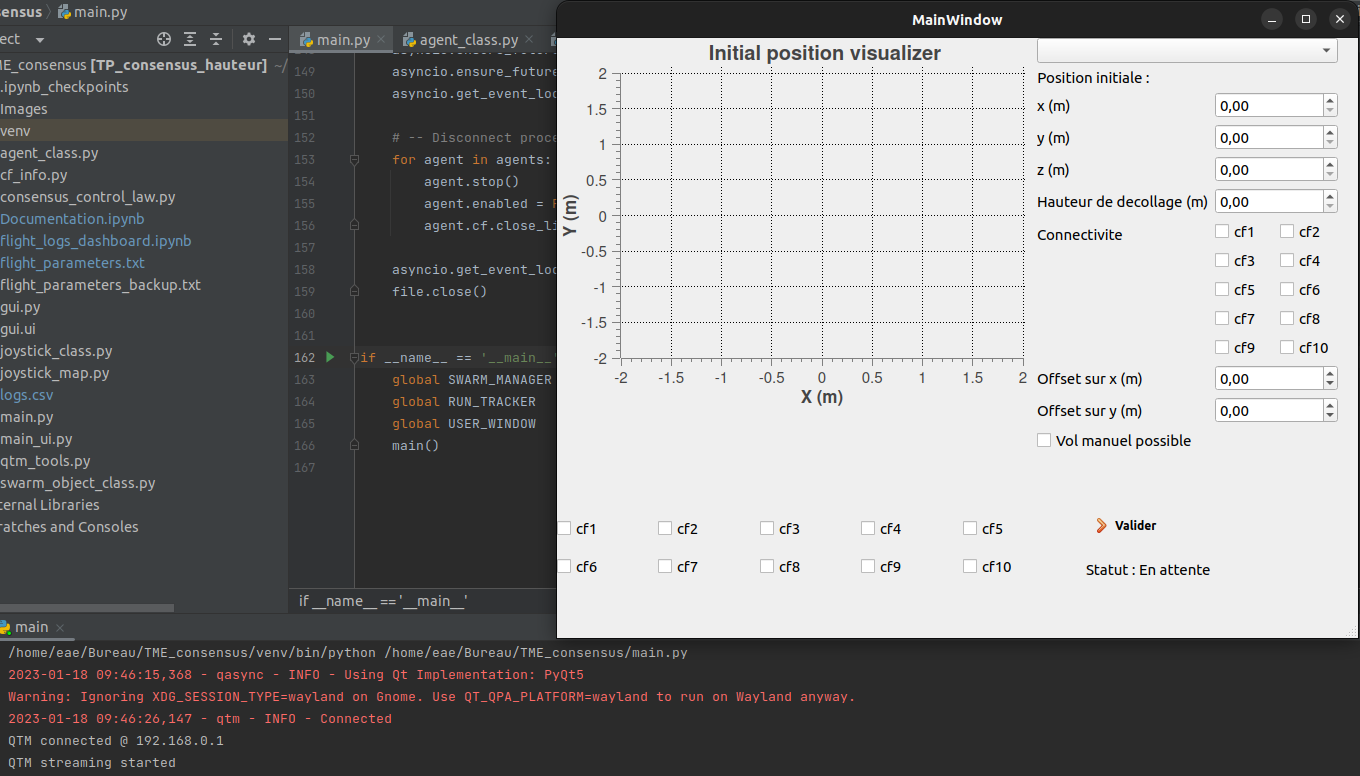 ensus main.py
ect
main.py agent_class.py
ME_consensus [TP_consensus_hauteur] ~/
.ipynb_checkpoints
Images
venv
agent_class.py
cf_info.py
consensus_control_law.py
Documentation.ipynb
flight_logs_dashboard.ipynb
flight_parameters.txt
flight_parameters_backup.txt
gui.py
gui.ui
joystick_class.py
joystick_map.py
logs.csv
main.py
main_ui.py
qtm_tools.py
swarm_object_class.py
ternal Libraries
ratches and Consoles
149 asyncio.ensure_future
150 asyncio.get_event_loo
151
152 # -- Disconnect proce
153 for agent in agents:
154 agent.stop()
155 agent.enabled = F
156 agent.cf.close_li
157
158 asyncio.get_event_loo
159 file.close()
160
161
162 if __name__ == '__main__'
163 global SWARM_MANAGER
164 global RUN_TRACKER
165 global USER_WINDOW
166 main()
167
if __name__ == '__main__'
MainWindow
Initial position visualizer
2
1.5
1
0.5
0
-0.5
-1
-1.5
-2
Y (m)
-2 -1.5 -1 -0.5 0 0.5 1 1.5 2
X (m)
Position initiale :
x (m) 0,00
y (m) 0,00
z (m) 0,00
Hauteur de decollage (m) 0,00
Connectivite cf1 cf2
cf3 cf4
cf5 cf6
cf7 cf8
cf9 cf10
Offset sur x (m) 0,00
Offset sur y (m) 0,00
Vol manuel possible
cf1 cf2 cf3 cf4 cf5
cf6 cf7 cf8 cf9 cf10
Valider
Statut : En attente
main
/home/eae/Bureau/TME_consensus/venv/bin/python /home/eae/Bureau/TME_consensus/main.py
2023-01-18 09:46:15,368 - qasync - INFO - Using Qt Implementation: PyQt5
Warning: Ignoring XDG_SESSION_TYPE=wayland on Gnome. Use QT_QPA_PLATFORM=wayland to run on Wayland anyway.
2023-01-18 09:46:26,147 - qtm - INFO - Connected
QTM connected @ 192.168.0.1
QTM streaming started